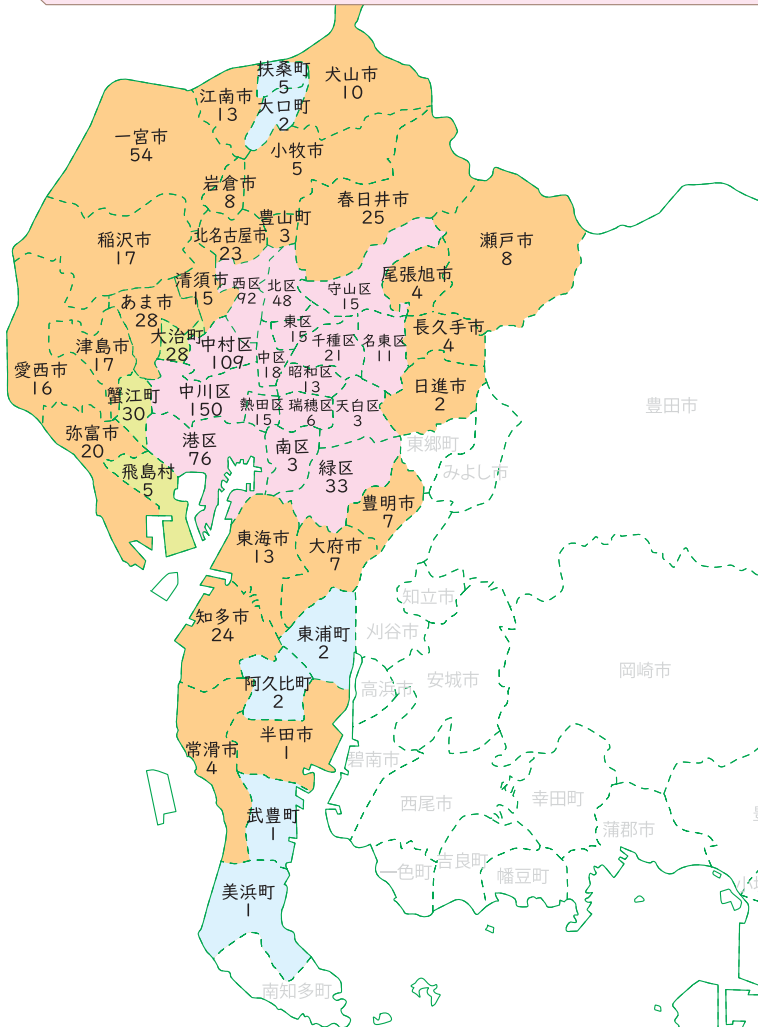 扶桑町
5
犬山市
10
江南市
13
大口町
2
一宮市
54
小牧市
5
岩倉市
8
春日井市
25
豊山町
3
稲沢市
17
北名古屋市
23
瀬戸市
8
清須市
15
西区
92
北区
48
守山区
15
尾張旭市
4
あま市
28
大治町
28
東区
15
長久手市
4
津島市
17
中村区
109
千種区
21
名東区
11
中区
18
愛西市
16
昭和区
13
日進市
2
蟹江町
30
中川区
150
熱田区
15
瑞穂区
6
天白区
3
豊田市
弥富市
20
港区
76
南区
3
東郷町
飛島村
5
緑区
33
みよし市
豊明市
7
東海市
13
大府市
7
知立市
知多市
24
東浦町
2
刈谷市
阿久比町
2
高浜市
安城市
岡崎市
常滑市
4
半田市
1
碧南市
武豊町
1
西尾市
幸田町
蒲郡市
美浜町
1
一色町
吉良町
幡豆町
南知多町